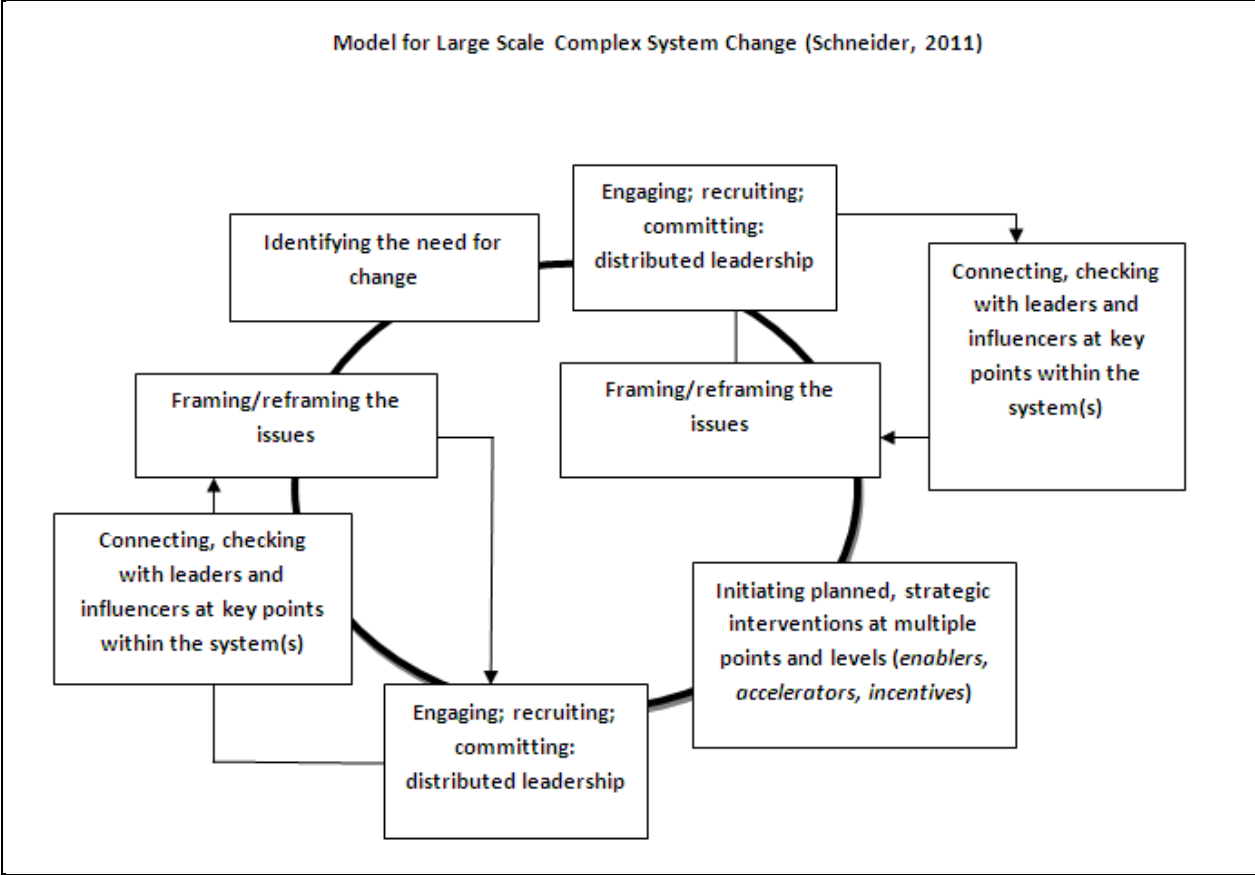 Model for Large Scale Complex System Change (Schneider, 2011)
Identifying the need for
change
Engaging; recruiting;
committing:
distributed leadership
Connecting, checking
with leaders and
influencers at key
points within the
system(s)
Framing/reframing the
issues
Framing/reframing the
issues
Connecting, checking
with leaders and
influencers at key points
within the system(s)
Initiating planned, strategic
interventions at multiple
points and levels (enablers,
accelerators, incentives)
Engaging; recruiting;
committing:
distributed leadership